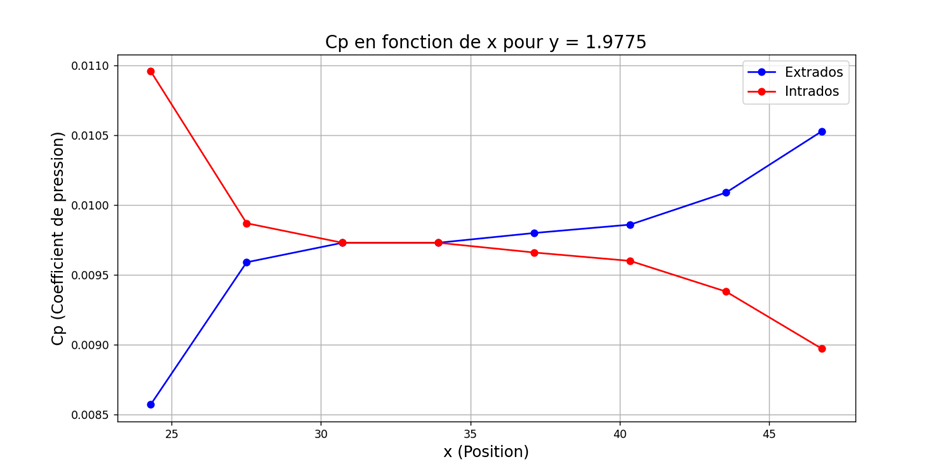 Cp en fonction de x pour y = 1.9775
Extrados
Intrados
Cp (Coefficient de pression)
0.0110
0.0105
0.0100
0.0095
0.0090
0.0085
25
30
35
40
45
x (Position)